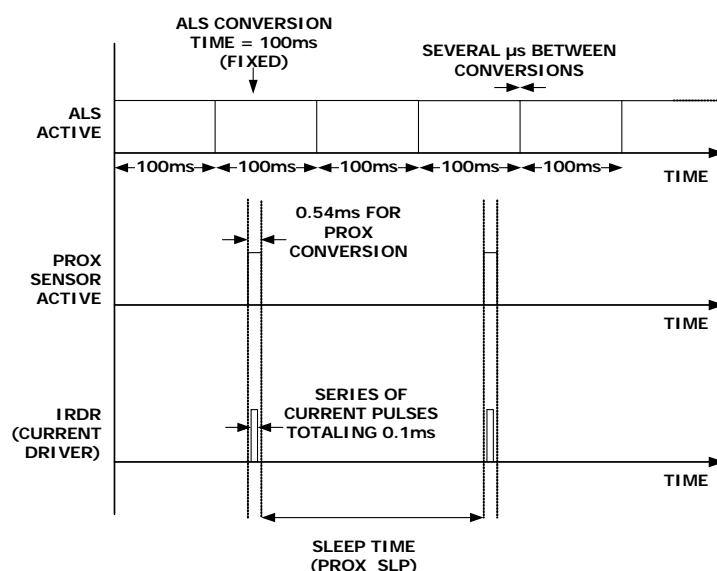 ALS CONVERSION
TIME = 100ms
(FIXED)
SEVERAL µs BETWEEN
CONVERSIONS
ALS
ACTIVE
100ms 100ms 100ms 100ms 100ms
TIME
0.54ms FOR
PROX
CONVERSION
PROX
SENSOR
ACTIVE
TIME
SERIES OF
CURRENT PULSES
TOTALING 0.1ms
IRDR
(CURRENT
DRIVER)
TIME
SLEEP TIME
(PROX_SLP)